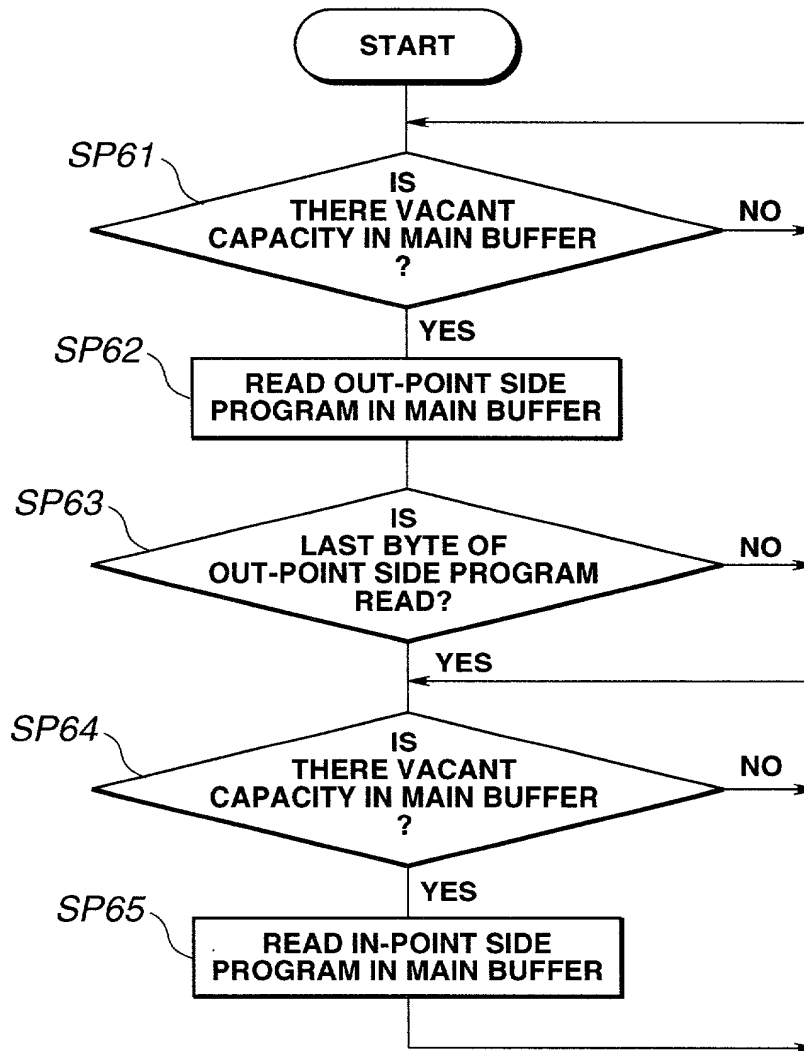 START
SP61
IS
THERE VACANT
CAPACITY IN MAIN BUFFER
?
NO
YES
SP62
READ OUT-POINT SIDE
PROGRAM IN MAIN BUFFER
SP63
IS
LAST BYTE OF
OUT-POINT SIDE PROGRAM
READ?
NO
YES
SP64
IS
THERE VACANT
CAPACITY IN MAIN BUFFER
?
NO
YES
SP65
READ IN-POINT SIDE
PROGRAM IN MAIN BUFFER